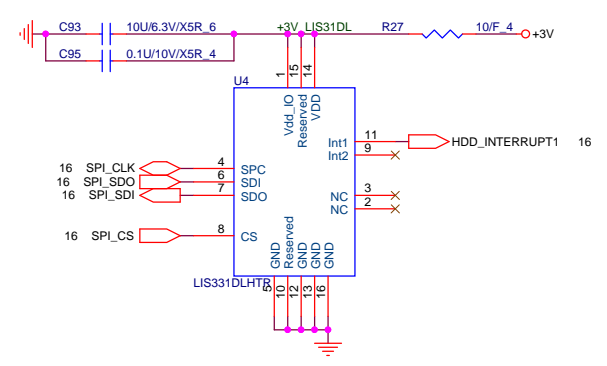 C93 10U/6.3V/X5R_6 +3V_LIS31DL R27 10/F_4
+3V
C95 0.1U/10V/X5R_4
U4
1 15 14
Vdd_IO Reserved VDD
Int1 11 HDD_INTERRUPT1 16
Int2 9
16 SPI_CLK 4 SPC
16 SPI_SDO 6 SDI
16 SPI_SDI 7 SDO
NC 3
NC 2
16 SPI_CS 8 CS
GND Reserved GND GND GND
LIS331DLHTR
5 10 12 13 16